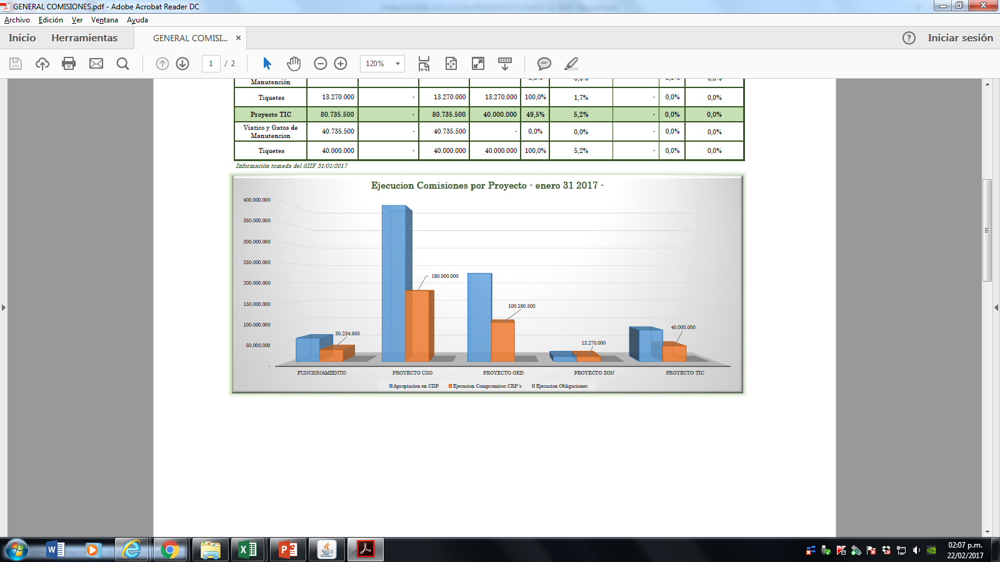 GENERAL COMISIONES.pdf - Adobe Acrobat Reader DC
Archivo Edición Ver Ventana Ayuda
Inicio Herramientas GENERAL COMISI... × ? Iniciar sesión
1 / 2 120%
Manutención 0,0% 0,0% - 0,0% 0,0%
Tiquetes 13.270.000 - 13.270.000 13.270.000 100,0% 1,7% - 0,0% 0,0%
Proyecto TIC 80.735.500 - 80.735.500 40.000.000 49,5% 5,2% - 0,0% 0,0%
Viatico y Gatos de
Manutencion 40.735.500 - 40.735.500 - 0,0% 0,0% - 0,0% 0,0%
Tiquetes 40.000.000 - 40.000.000 40.000.000 100,0% 5,2% - 0,0% 0,0%
Información tomada del SIIF 31/01/2017
Ejecucion Comisiones por Proyecto - enero 31 2017 -
400.000.000
350.000.000
300.000.000
250.000.000
200.000.000
150.000.000
100.000.000
50.000.000
-
30.234.650
180.000.000
100.180.500
13.270.000
40.000.000
FUNCIONAMIENTO PROYECTO USO PROYECTO ORD PROYECTO ZON PROYECTO TIC
Apropiacion en CDP Ejecucion Compromisos CRP's Ejecucion Obligaciones
02:07 p.m.
22/02/2017